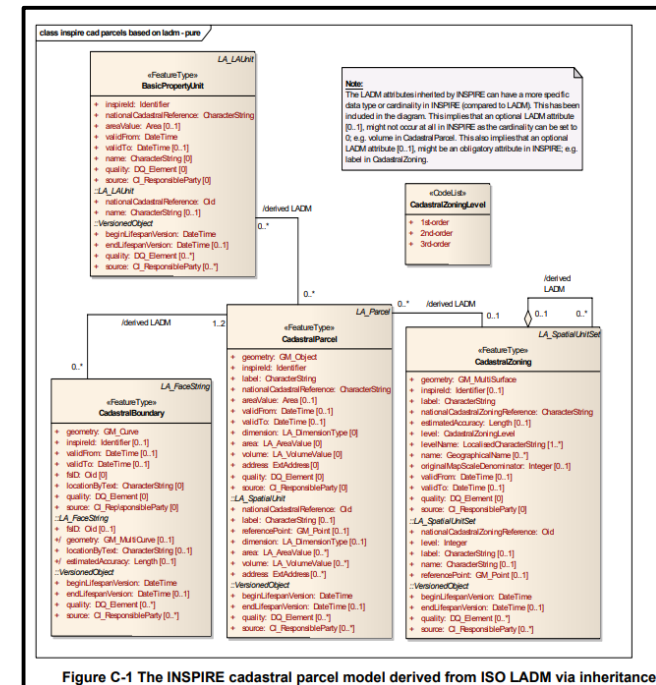 class inspire cad parcels based on ladm - pure
LA_LAUnit
«FeatureType»
BasicPropertyUnit
+ inspireId: Identifier
+ nationalCadastralReference: CharacterString
+ areaValue: Area [0..1]
+ validFrom: DateTime
+ validTo: DateTime [0..1]
+ name: CharacterString [0]
+ quality: DQ_Element [0]
+ source: CI_ResponsibleParty [0]
::LA_LAUnit
+ nationalCadastralReference: Oid
+ name: CharacterString [0..1]
::VersionedObject
+ beginLifespanVersion: DateTime
+ endLifespanVersion: DateTime [0..1]
+ quality: DQ_Element [0..*]
+ source: CI_ResponsibleParty [0..*]
Note:
The LADM attributes inherited by INSPIRE can have a more specific
data type or cardinality in INSPIRE (compared to LADM). This has been
included in the diagram. This implies that an optional LADM attribute
[0..1], might not occur at all in INSPIRE as the cardinality can be set to
0; e.g. volume in CadastralParcel. This also implies that an optional
LADM attribute [0..1], might be an obligatory attribute in INSPIRE; e.g.
label in CadastralZoning.
«CodeList»
CadastralZoningLevel
+ 1st-order
+ 2nd-order
+ 3rd-order
/derived LADM
0..*
0..*
/derived LADM
1..2
0..*
/derived LADM
0..*
0..1
/derived
LADM
0..1
0..*
LA_FaceString
«FeatureType»
CadastralBoundary
+ geometry: GM_Curve
+ inspireId: Identifier [0..1]
+ validFrom: DateTime [0..1]
+ validTo: DateTime [0..1]
+ fsID: Oid [0]
+ locationByText: CharacterString [0]
+ quality: DQ_Element [0]
+ source: CI_ReplsponsibleParty [0]
::LA_FaceString
+ fsID: Oid [0..1]
+/ geometry: GM_MultiCurve [0..1]
+ locationByText: CharacterString [0..1]
+/ estimatedAccuracy: Length [0..1]
::VersionedObject
+ beginLifespanVersion: DateTime
+ endLifespanVersion: DateTime [0..1]
+ quality: DQ_Element [0..*]
+ source: CI_ResponsibleParty [0..*]
LA_Parcel
«FeatureType»
CadastralParcel
+ geometry: GM_Object
+ inspireId: Identifier
+ label: CharacterString
+ nationalCadastralReference: CharacterString
+ areaValue: Area [0..1]
+ validFrom: DateTime [0..1]
+ validTo: DateTime [0..1]
+ dimension: LA_DimensionType [0]
+ area: LA_AreaValue [0]
+ volume: LA_VolumeValue [0]
+ address: ExtAddress [0]
+ quality: DQ_Element [0]
+ source: CI_ResponsibleParty [0]
::LA_SpatialUnit
+ nationalCadastralReference: Oid
+ label: CharacterString [0..1]
+ referencePoint: GM_Point [0..1]
+ dimension: LA_DimensionType [0..1]
+ area: LA_AreaValue [0..*]
+ volume: LA_VolumeValue [0..*]
+ address: ExtAddress [0..*]
::VersionedObject
+ beginLifespanVersion: DateTime
+ endLifespanVersion: DateTime [0..1]
+ quality: DQ_Element [0..*]
+ source: CI_ResponsibleParty [0..*]
LA_SpatialUnitSet
«FeatureType»
CadastralZoning
+ geometry: GM_MultiSurface
+ inspireId: Identifier [0..1]
+ label: CharacterString
+ nationalCadastralZoningReference: CharacterString
+ estimatedAccuracy: Length [0..1]
+ level: CadastralZoningLevel
+ levelName: LocalisedCharacterString [1..*]
+ name: GeographicalName [0..*]
+ originalMapScaleDenominator: Integer [0..1]
+ validFrom: DateTime [0..1]
+ validTo: DateTime [0..1]
+ quality: DQ_Element [0]
+ source: CI_ResponsibleParty [0]
::LA_SpatialUnitSet
+ nationalCadastralZoningReference: Oid
+ level: Integer
+ label: CharacterString [0..1]
+ name: CharacterString [0..1]
+ referencePoint: GM_Point [0..1]
::VersionedObject
+ beginLifespanVersion: DateTime
+ endLifespanVersion: DateTime [0..1]
+ quality: DQ_Element [0..*]
+ source: CI_ResponsibleParty [0..*]
Figure C-1 The INSPIRE cadastral parcel model derived from ISO LADM via inheritance